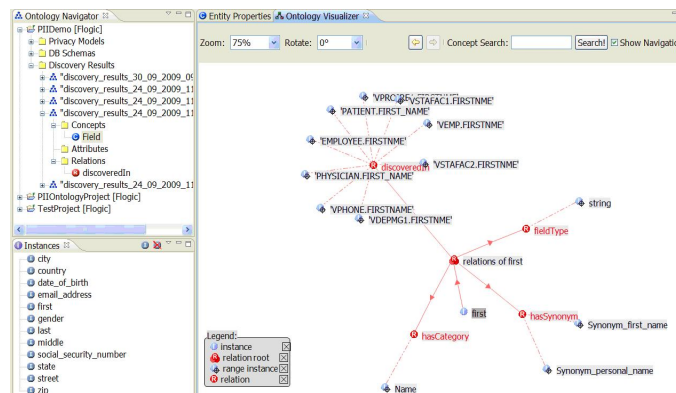 Ontology Navigator
PIIDemo [Flogic]
Privacy Models
DB Schemas
Discovery Results
"discovery_results_30_09_2009_09
"discovery_results_24_09_2009_11
"discovery_results_24_09_2009_11
"discovery_results_24_09_2009_11
Concepts
Field
Attributes
Relations
discoveredIn
"discovery_results_24_09_2009_11
PIIOntologyProject [Flogic]
TestProject [Flogic]
Instances
city
country
date_of_birth
email_address
first
gender
last
middle
social_security_number
state
street
zip
Entity Properties Ontology Visualizer
Zoom: 75% Rotate: 0° Concept Search: Search! Show Navigatio
'VSTAFAC1.FIRSTNME'
'PATIENT.FIRST_NAME'
'VEMP.FIRSTNME'
'EMPLOYEE.FIRSTNME'
discoveredIn
'VSTAFAC2.FIRSTNME'
'PHYSICIAN.FIRST_NAME'
'VPHONE.FIRSTNAME'
'VDEPMG1.FIRSTNME'
string
fieldType
relations of first
first
hasSynonym
Synonym_first_name
hasCategory
Synonym_personal_name
Name
Legend:
instance
relation root
range instance
relation